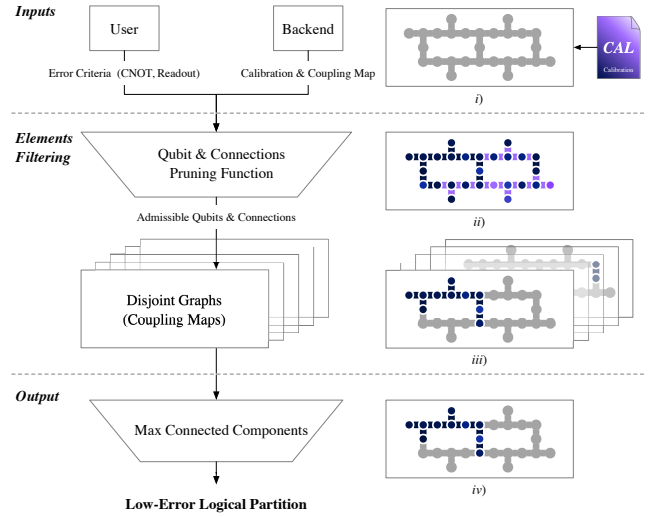 Inputs
User
Backend
CAL
Calibration
Error Criteria (CNOT, Readout)
Calibration & Coupling Map
i)
Elements
Filtering
Qubit & Connections
Pruning Function
Admissible Qubits & Connections
ii)
Disjoint Graphs
(Coupling Maps)
iii)
Output
Max Connected Components
iv)
Low-Error Logical Partition